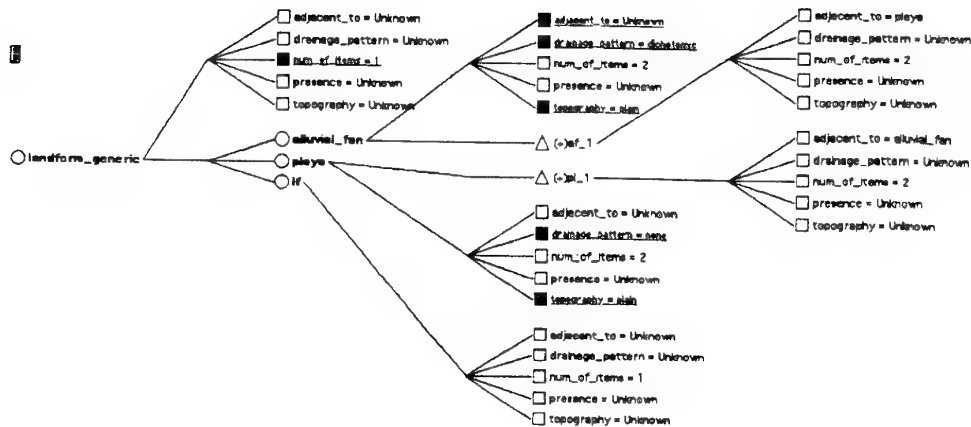 adjacent_to = Unknown
drainage_pattern = Unknown
num_of_items = 1
presence = Unknown
topography = Unknown
landform_generic
alluvial_fan
playa
lf
adjacent_to = Unknown
drainage_pattern = dichotomic
num_of_items = 2
presence = Unknown
topography = plain
(+)af_1
(+)pl_1
adjacent_to = playa
drainage_pattern = Unknown
num_of_items = 2
presence = Unknown
topography = Unknown
adjacent_to = alluvial_fan
drainage_pattern = Unknown
num_of_items = 2
presence = Unknown
topography = Unknown
adjacent_to = Unknown
drainage_pattern = none
num_of_items = 2
presence = Unknown
topography = plain
adjacent_to = Unknown
drainage_pattern = Unknown
num_of_items = 1
presence = Unknown
topography = Unknown